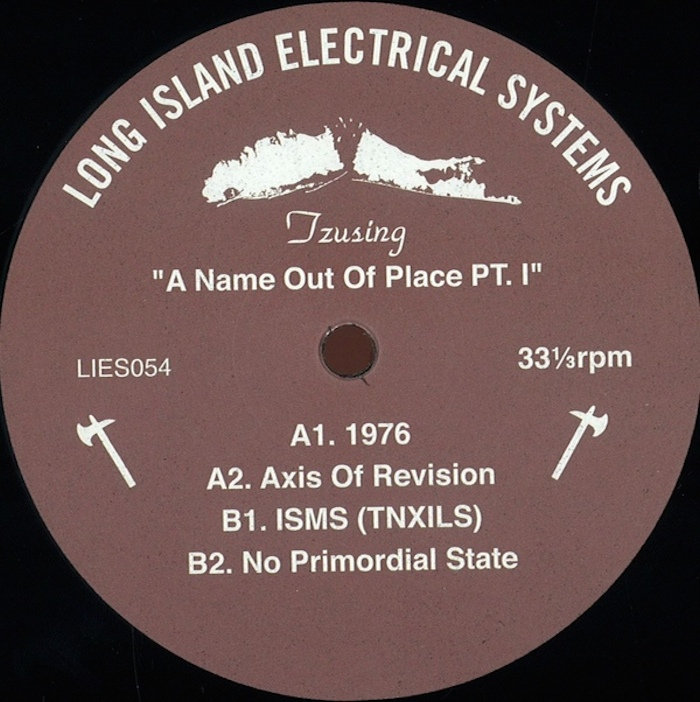 LONG ISLAND ELECTRICAL SYSTEMS
Tzusing
"A Name Out Of Place PT. I"
LIES054
33⅓rpm
A1. 1976
A2. Axis Of Revision
B1. ISMS (TNXILS)
B2. No Primordial State